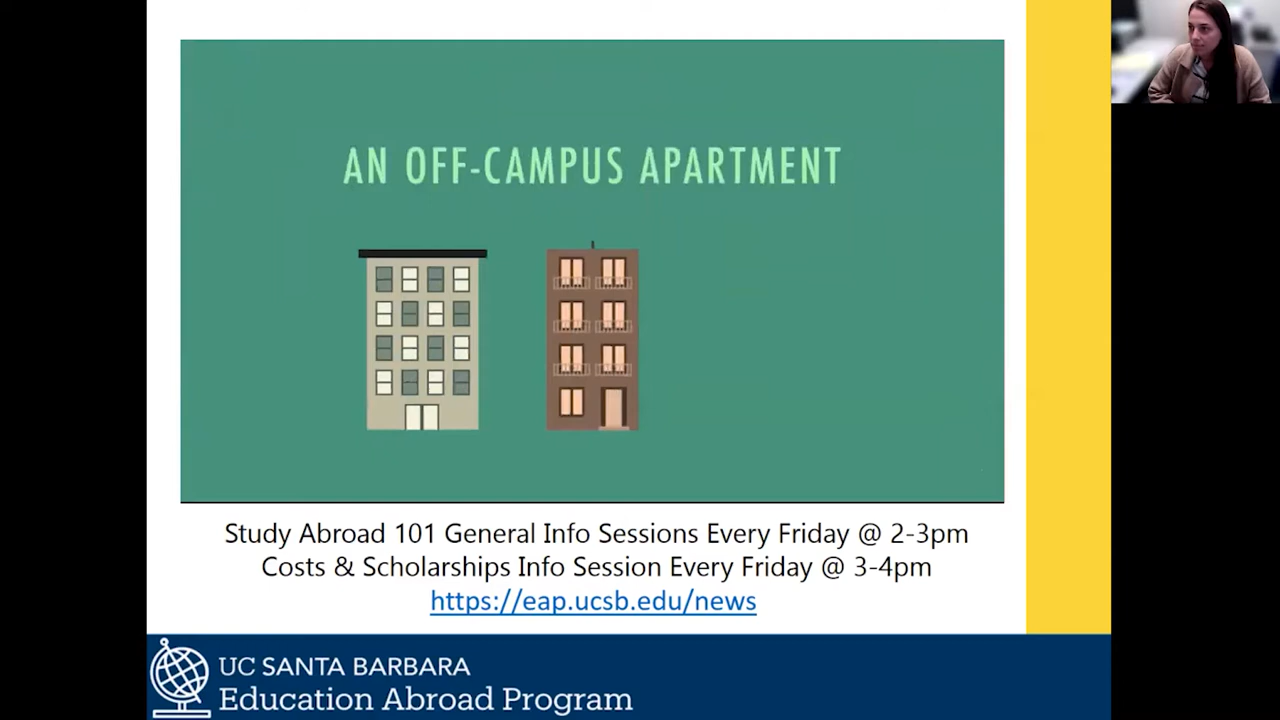 AN OFF-CAMPUS APARTMENT
Study Abroad 101 General Info Sessions Every Friday @ 2-3pm
Costs & Scholarships Info Session Every Friday @ 3-4pm
https://eap.ucsb.edu/news
UC SANTA BARBARA
Education Abroad Program